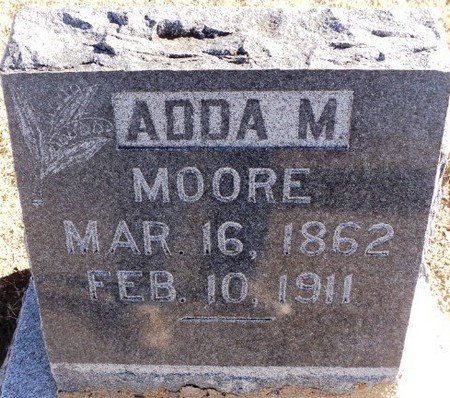 ADDA M.
MOORE
MAR. 16, 1862
FEB. 10, 1911